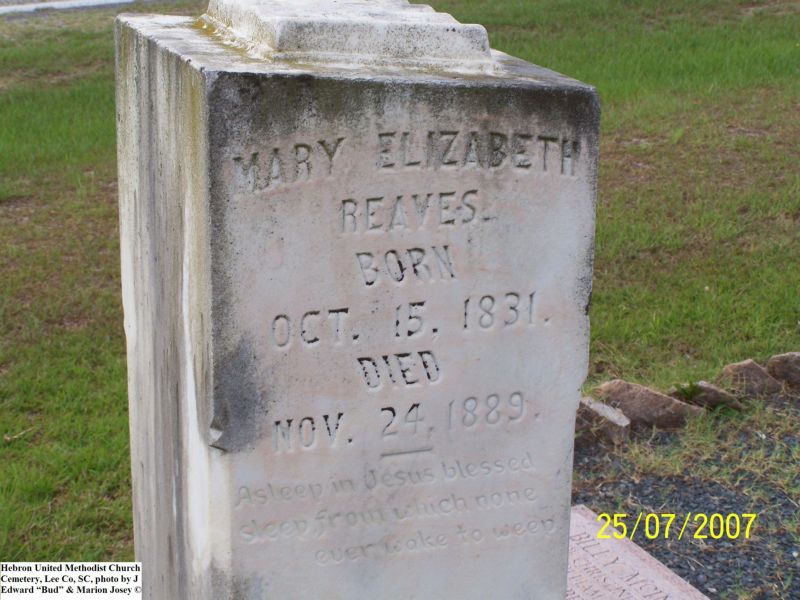 MARY ELIZABETH
REAVES.
BORN
OCT. 15, 1831.
DIED
NOV. 24, 1889.
Asleep in Jesus blessed
sleep from which none
ever wake to weep
25/07/2007
BILLY
Hebron United Methodist Church
Cemetery, Lee Co, SC, photo by J
Edward “Bud” & Marion Josey ©